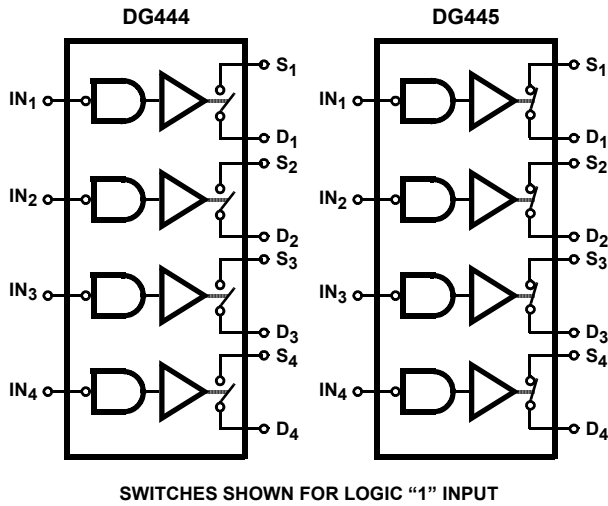 DG444
DG445
IN1
S1
D1
IN2
S2
D2
IN3
S3
D3
IN4
S4
D4
IN1
S1
D1
IN2
S2
D2
IN3
S3
D3
IN4
S4
D4
SWITCHES SHOWN FOR LOGIC “1” INPUT